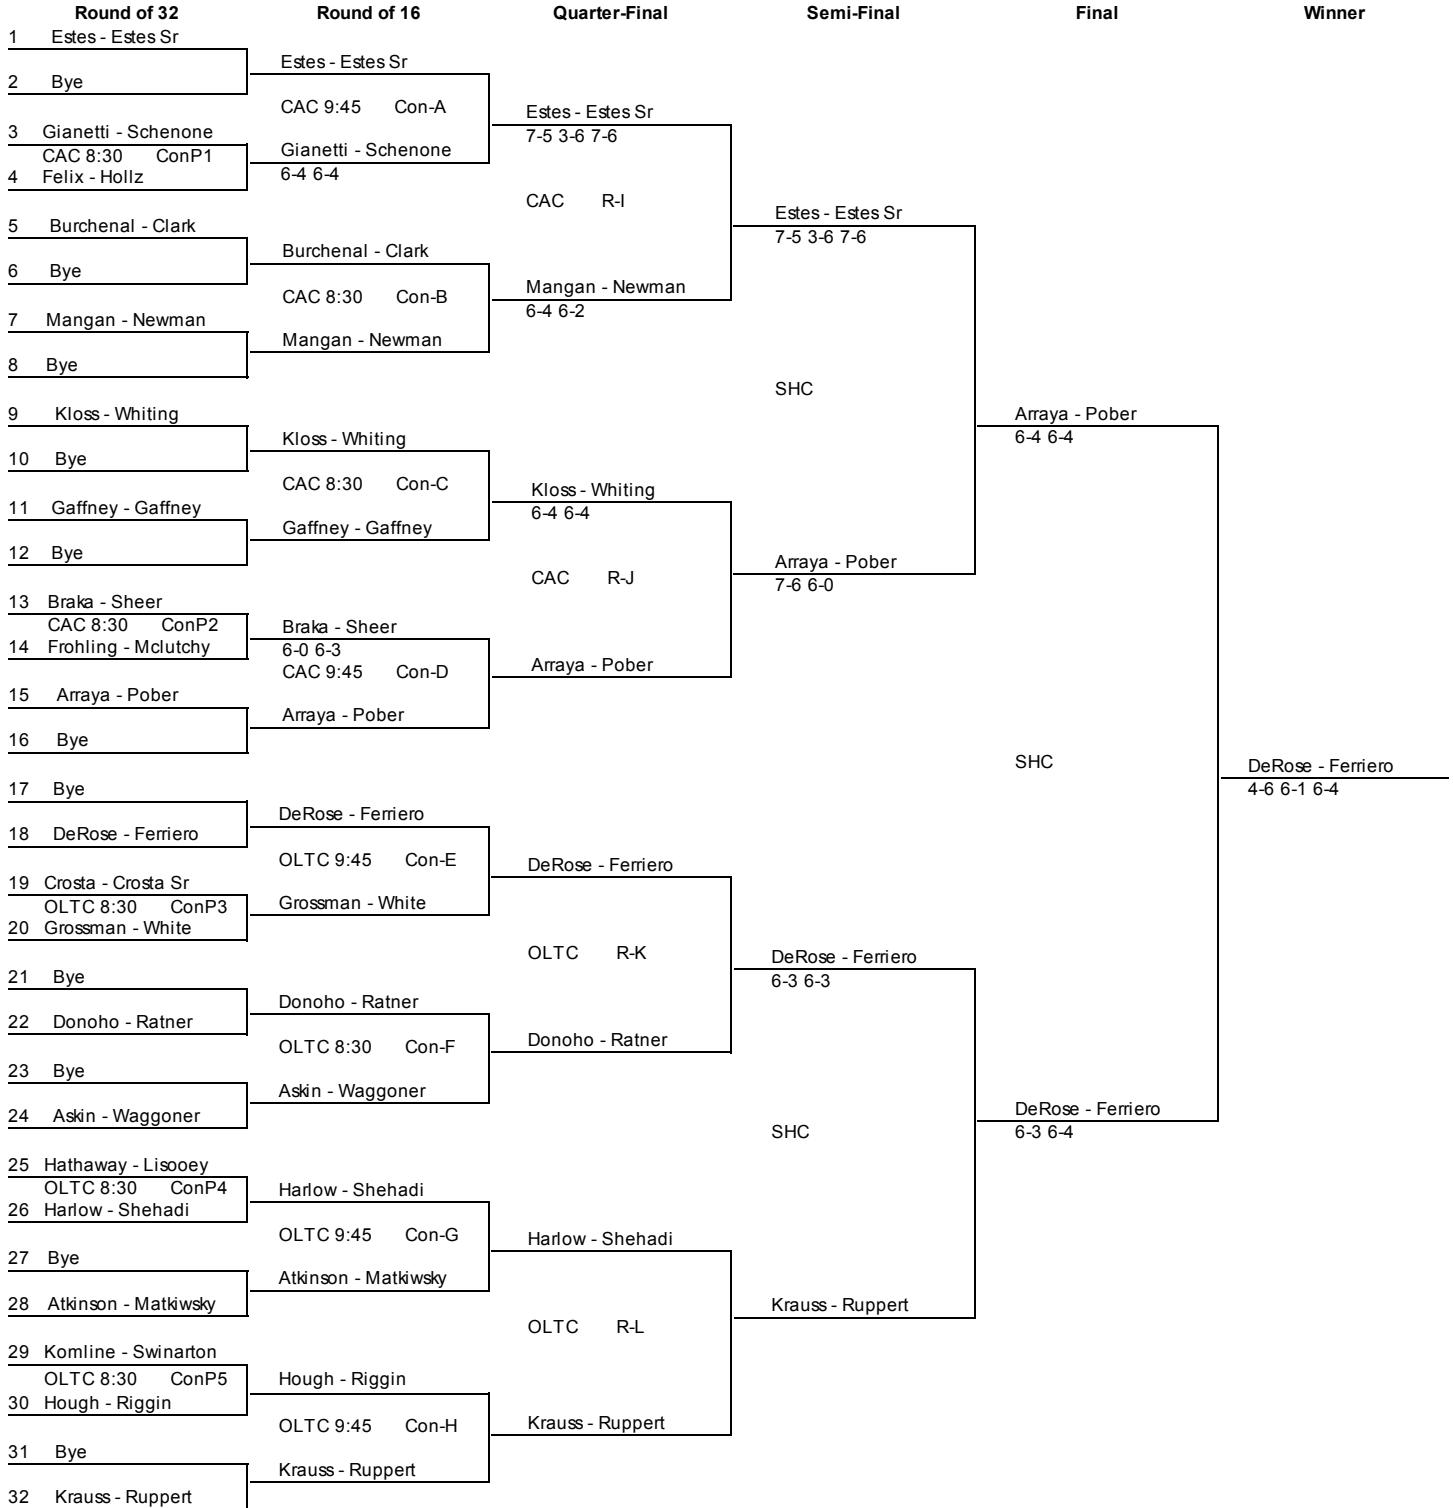 Round of 32 Round of 16 Quarter-Final Semi-Final Final Winner
1 Estes - Estes Sr
2 Bye
3 Gianetti - Schenone
CAC 8:30 ConP1
4 Felix - Hollz
5 Burchenal - Clark
6 Bye
7 Mangan - Newman
8 Bye
9 Kloss - Whiting
10 Bye
11 Gaffney - Gaffney
12 Bye
13 Braka - Sheer
CAC 8:30 ConP2
14 Frohling - Mclutchy
15 Arraya - Pober
16 Bye
17 Bye
18 DeRose - Ferriero
19 Crosta - Crosta Sr
OLTC 8:30 ConP3
20 Grossman - White
21 Bye
22 Donoho - Ratner
23 Bye
24 Askin - Waggoner
25 Hathaway - Lisooey
OLTC 8:30 ConP4
26 Harlow - Shehadi
27 Bye
28 Atkinson - Matkiwsky
29 Komline - Swinarton
OLTC 8:30 ConP5
30 Hough - Riggin
31 Bye
32 Krauss - Ruppert
Estes - Estes Sr
CAC 9:45 Con-A
Gianetti - Schenone
6-4 6-4
Burchenal - Clark
CAC 8:30 Con-B
Mangan - Newman
Kloss - Whiting
CAC 8:30 Con-C
Gaffney - Gaffney
Braka - Sheer
6-0 6-3
CAC 9:45 Con-D
Arraya - Pober
DeRose - Ferriero
OLTC 9:45 Con-E
Grossman - White
Donoho - Ratner
OLTC 8:30 Con-F
Askin - Waggoner
Harlow - Shehadi
OLTC 9:45 Con-G
Atkinson - Matkiwsky
Hough - Riggin
OLTC 9:45 Con-H
Krauss - Ruppert
Estes - Estes Sr
7-5 3-6 7-6
CAC R-I
Mangan - Newman
6-4 6-2
Kloss - Whiting
6-4 6-4
CAC R-J
Arraya - Pober
DeRose - Ferriero
OLTC R-K
Donoho - Ratner
Harlow - Shehadi
OLTC R-L
Krauss - Ruppert
Estes - Estes Sr
7-5 3-6 7-6
SHC
Arraya - Pober
7-6 6-0
DeRose - Ferriero
6-3 6-3
SHC
Krauss - Ruppert
Arraya - Pober
6-4 6-4
SHC
DeRose - Ferriero
6-3 6-4
DeRose - Ferriero
4-6 6-1 6-4